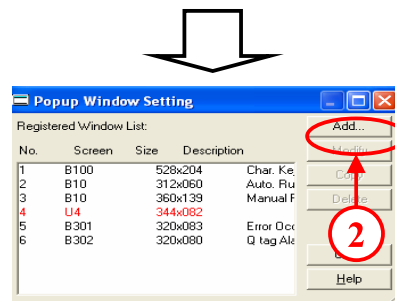 Popup Window Setting
Registered Window List:
Add...
No. Screen Size Description
Modify
1 B100 528x204 Char. Ke
Copy
2 B10 312x060 Auto. Ru
3 B10 360x139 Manual F
Delete
4 U4 344x082
5 B301 320x083 Error Occ
6 B302 320x080 Q tag Ala
2
Help